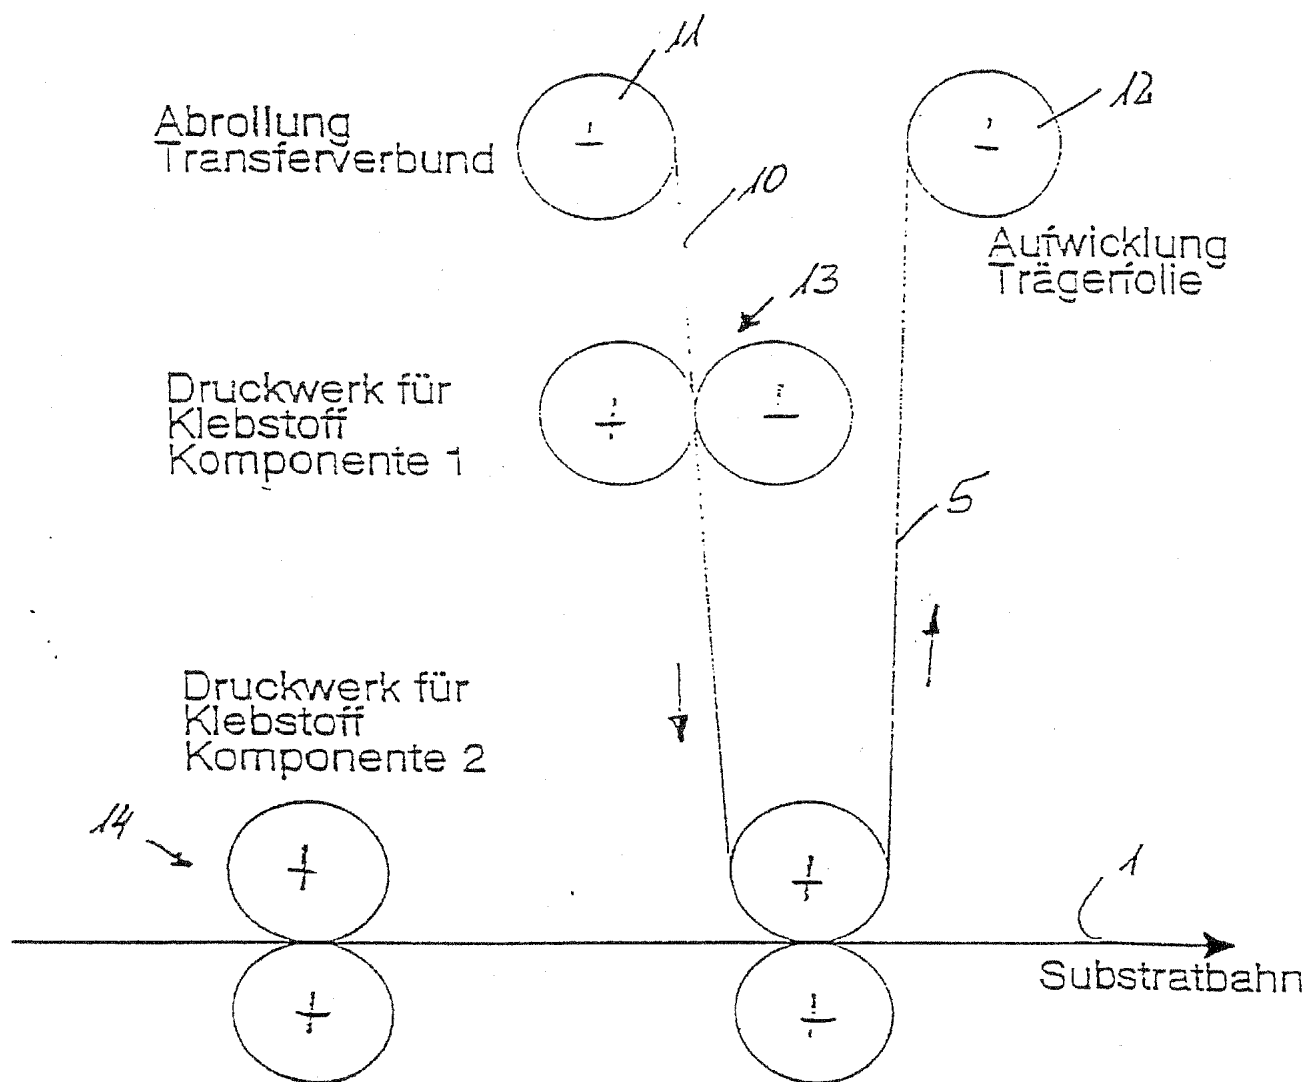 11
12
Abrollung
Transferverbund
10
Aufwicklung
Trägerfolie
13
Druckwerk für
Klebstoff
Komponente 1
5
Druckwerk für
Klebstoff
Komponente 2
14
1
Substratbahn